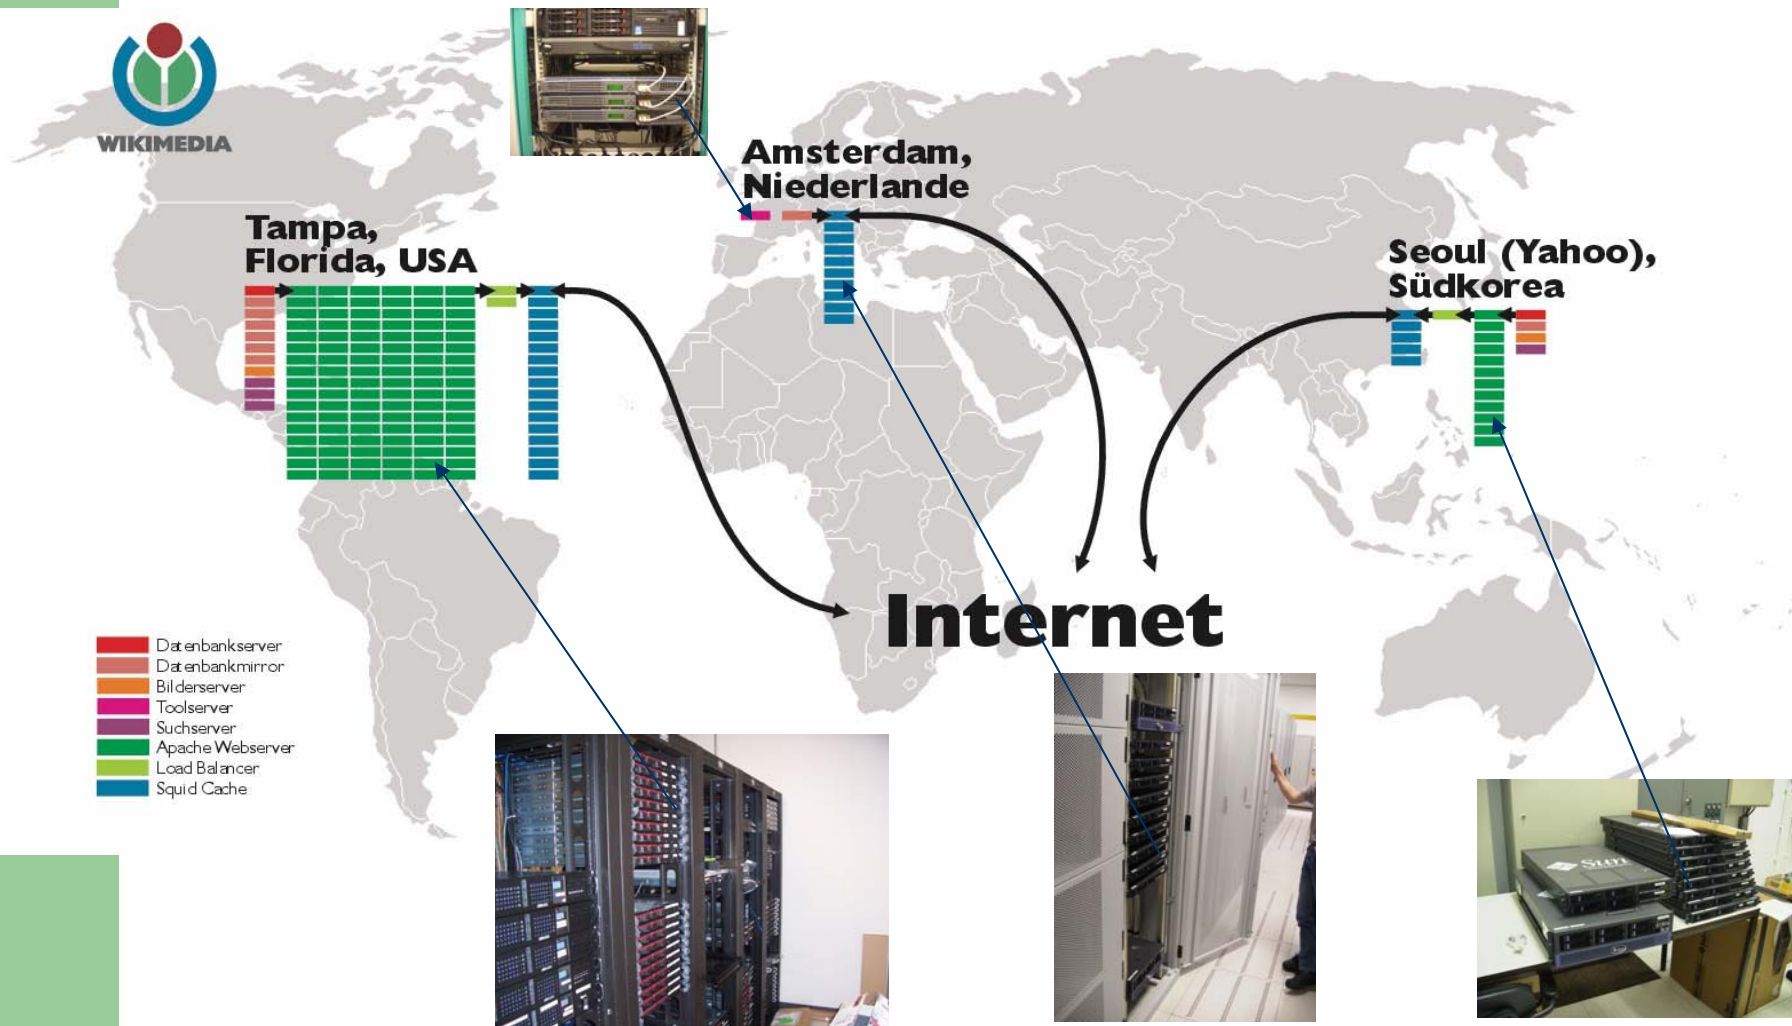 WIKIMEDIA
Amsterdam,
Niederlande
Tampa,
Florida, USA
Seoul (Yahoo),
Südkorea
Internet
Datenbankserver
Datenbankmirror
Bilderserver
Toolserver
Suchserver
Apache Webserver
Load Balancer
Squid Cache
Sun